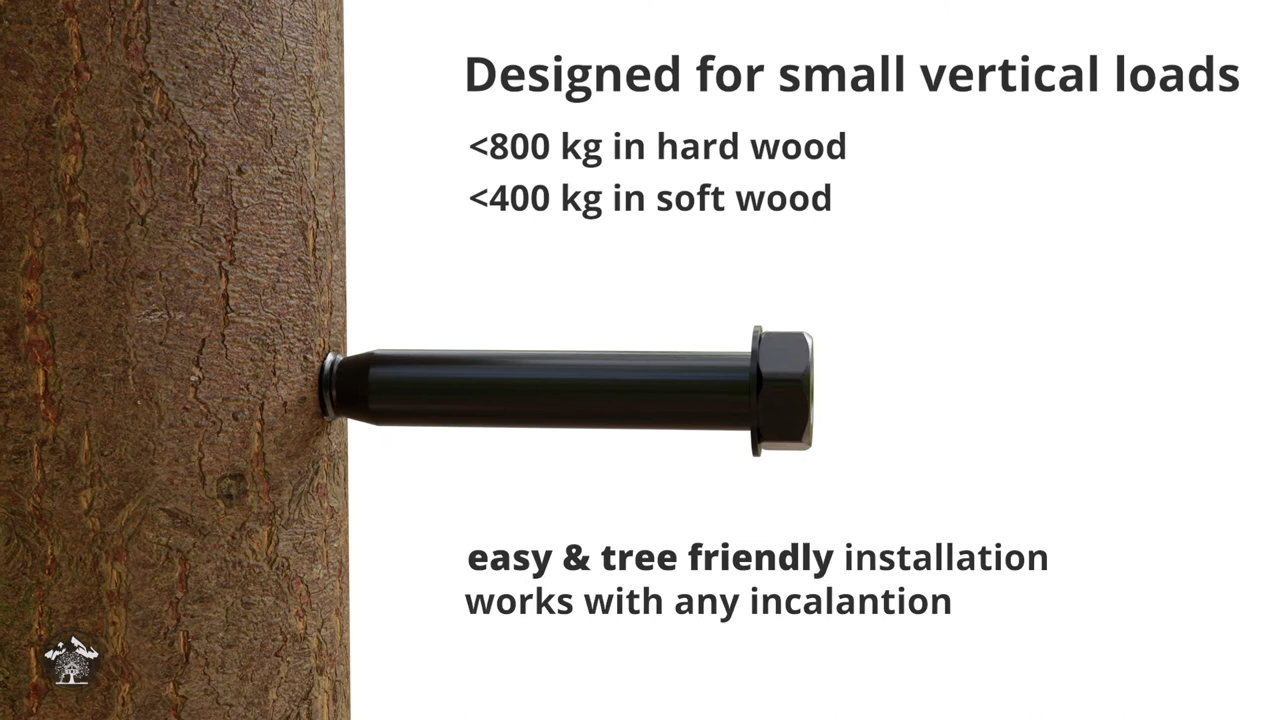 Designed for small vertical loads
<800 kg in hard wood
<400 kg in soft wood
easy & tree friendly installation
works with any incalantion